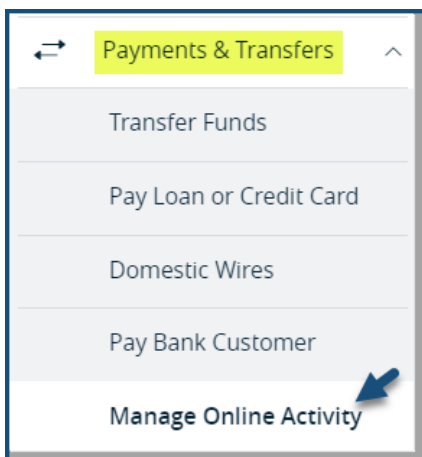 Payments & Transfers
Transfer Funds
Pay Loan or Credit Card
Domestic Wires
Pay Bank Customer
Manage Online Activity